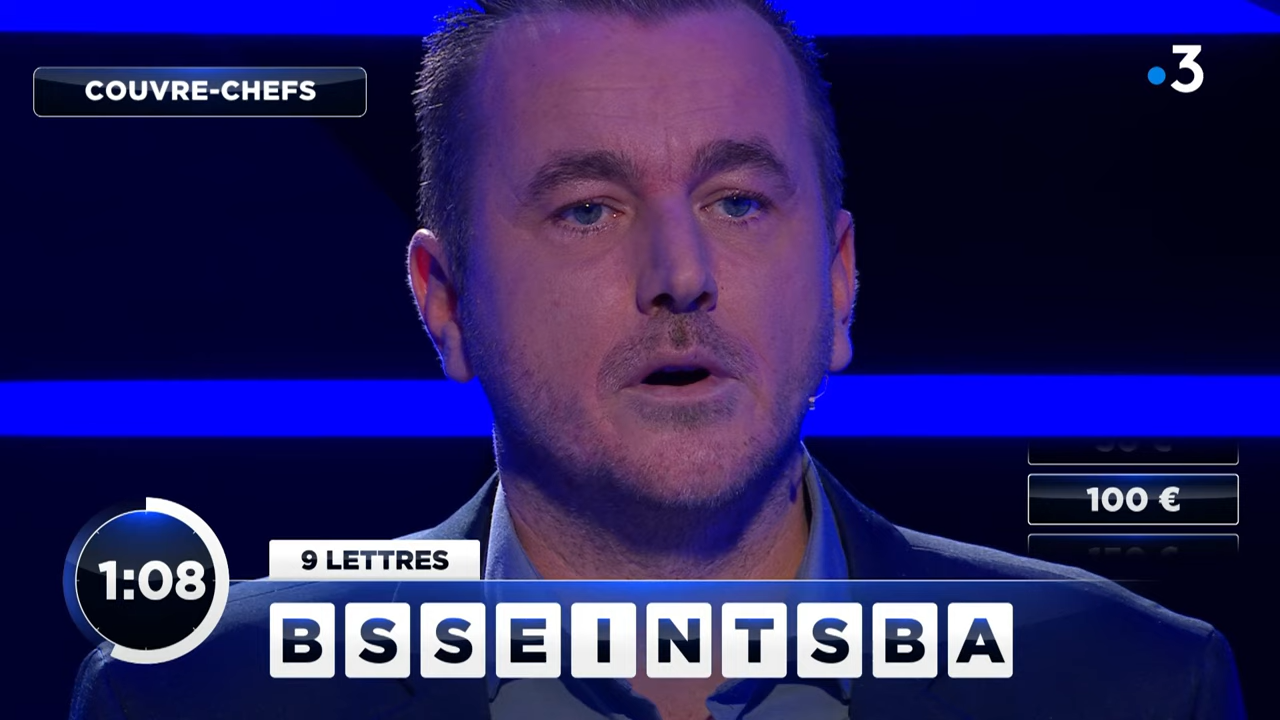 COUVRE-CHEFS
3
100 €
1:08
9 LETTRES
BSSEINTSBA